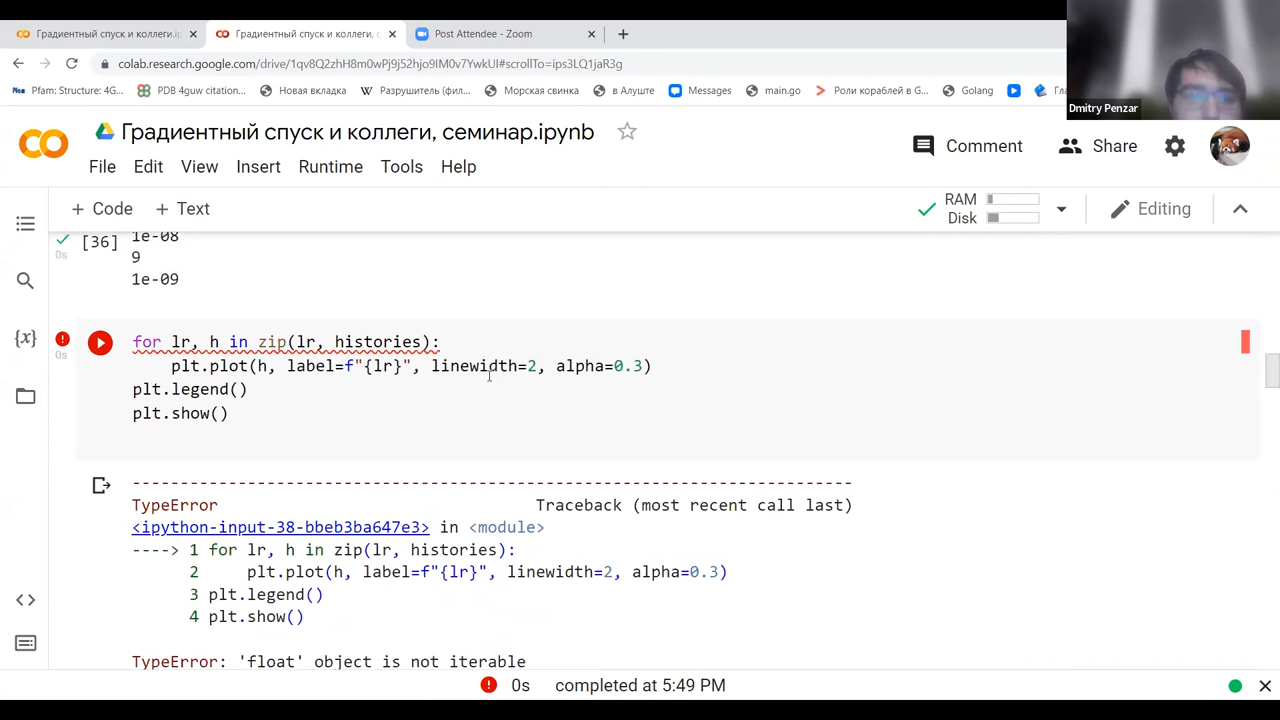 Градиентный спуск и коллеги.i
Градиентный спуск и коллеги, с
Post Attendee - Zoom
colab.research.google.com/drive/1qv8Q2zhH8m0wPj9j52hjo9IM0v7YwkUI#scrollTo=ips3LQ1jaR3g
Pfam: Structure: 4G...
PDB 4guw citation...
Новая вкладка
Разрушитель (фил...
Морская свинка
в Алуште
Messages
main.go
Роли кораблей в G...
Golang
Dmitry Penzar
Градиентный спуск и коллеги, семинар.ipynb
Comment
Share
File Edit View Insert Runtime Tools Help
+ Code + Text
RAM
Disk
Editing
1e-08
[36]
0s
9
1e-09
0s
for lr, h in zip(lr, histories):
plt.plot(h, label=f"{lr}", linewidth=2, alpha=0.3)
plt.legend()
plt.show()
TypeError Traceback (most recent call last)
<ipython-input-38-bbeb3ba647e3> in <module>
----> 1 for lr, h in zip(lr, histories):
2 plt.plot(h, label=f"{lr}", linewidth=2, alpha=0.3)
3 plt.legend()
4 plt.show()
TypeError: 'float' object is not iterable
0s completed at 5:49 PM